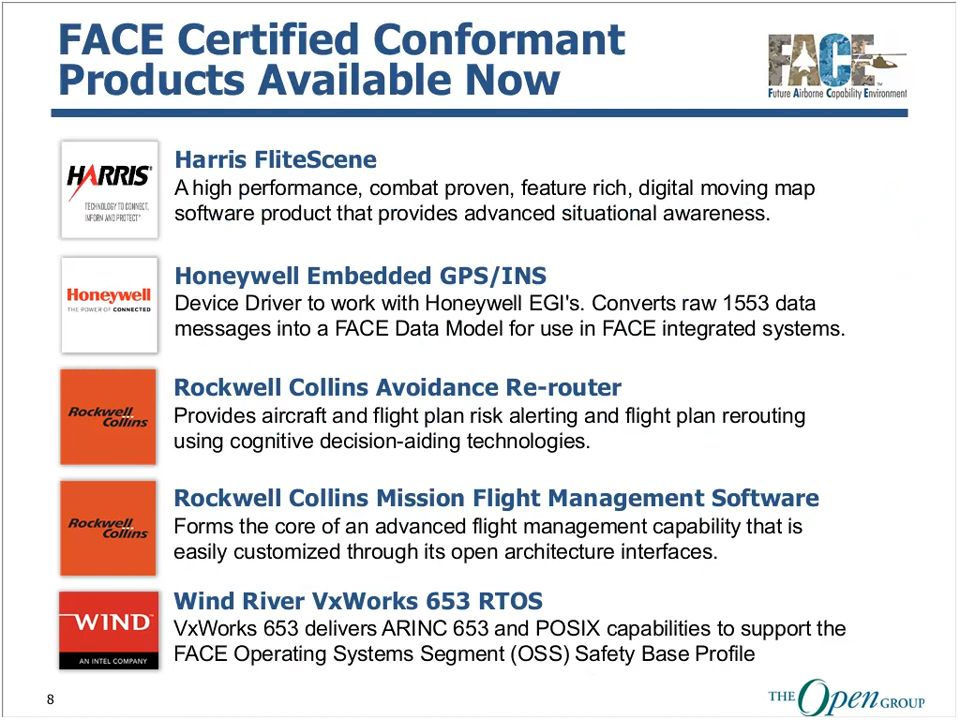 FACE Certified Conformant
Products Available Now
FACE™
Future Airborne Capability Environment
HARRIS®
TECHNOLOGY TO CONNECT,
INFORM AND PROTECT®
Harris FliteScene
A high performance, combat proven, feature rich, digital moving map
software product that provides advanced situational awareness.
Honeywell
THE POWER OF CONNECTED
Honeywell Embedded GPS/INS
Device Driver to work with Honeywell EGI's. Converts raw 1553 data
messages into a FACE Data Model for use in FACE integrated systems.
Rockwell
Collins
Rockwell Collins Avoidance Re-router
Provides aircraft and flight plan risk alerting and flight plan rerouting
using cognitive decision-aiding technologies.
Rockwell
Collins
Rockwell Collins Mission Flight Management Software
Forms the core of an advanced flight management capability that is
easily customized through its open architecture interfaces.
WIND™
AN INTEL COMPANY
Wind River VxWorks 653 RTOS
VxWorks 653 delivers ARINC 653 and POSIX capabilities to support the
FACE Operating Systems Segment (OSS) Safety Base Profile
8
THE Open GROUP